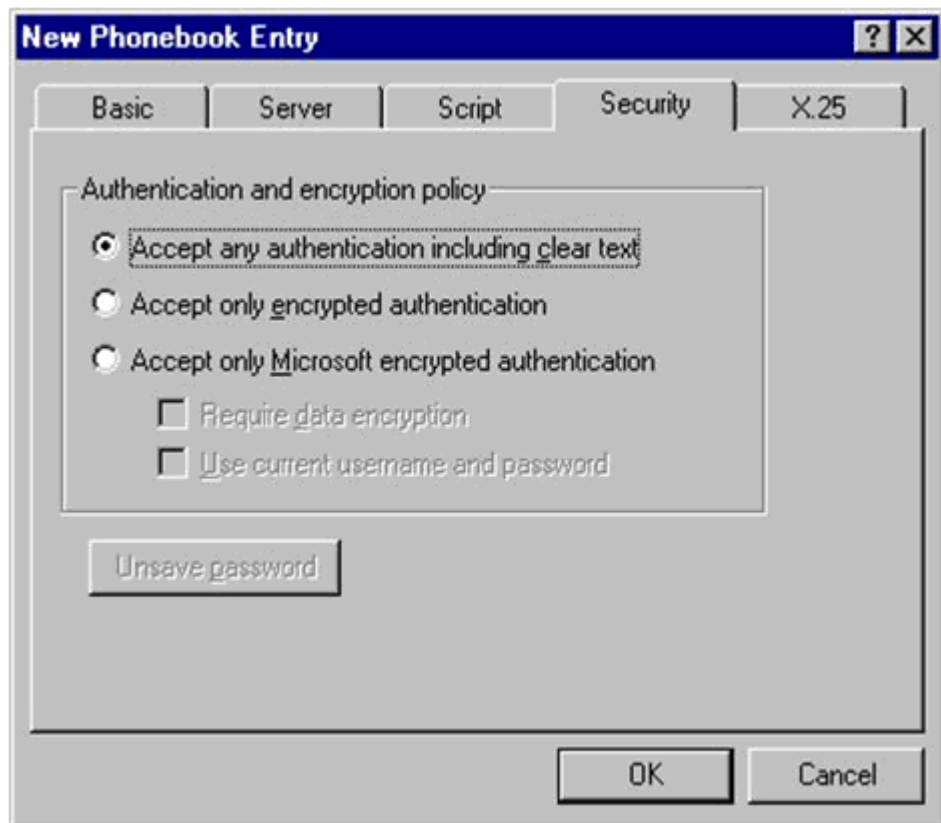 New Phonebook Entry
Basic Server Script Security X.25
Authentication and encryption policy
Accept any authentication including clear text
Accept only encrypted authentication
Accept only Microsoft encrypted authentication
Require data encryption
Use current username and password
Unsave password
OK Cancel